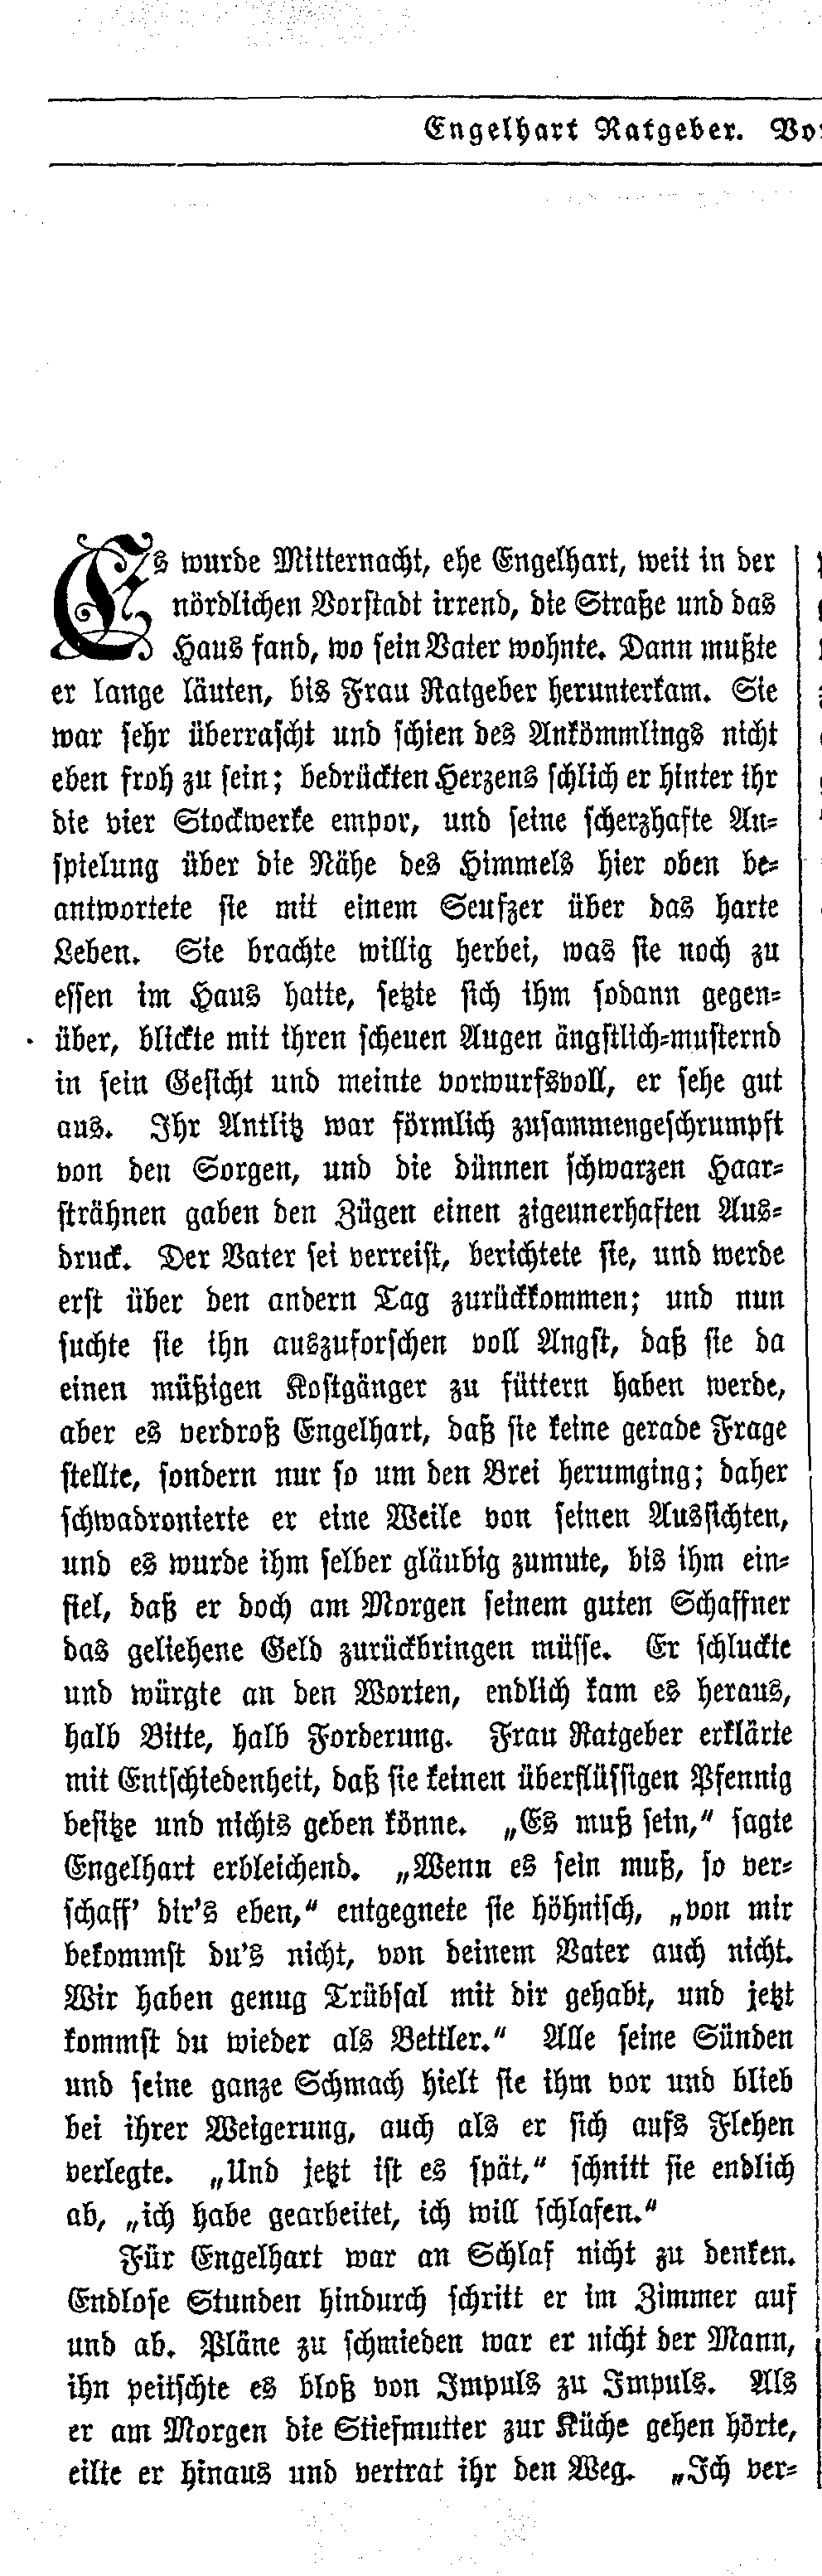 Engelhart Ratgeber. Vo
Es wurde Mitternacht, ehe Engelhart, weit in der
nördlichen Vorstadt irrend, die Straße und das
Haus fand, wo sein Vater wohnte. Dann mußte
er lange läuten, bis Frau Ratgeber herunterkam. Sie
war sehr überrascht und schien des Ankömmlings nicht
eben froh zu sein; bedrückten Herzens schlich er hinter ihr
die vier Stockwerke empor, und seine scherzhafte An-
spielung über die Nähe des Himmels hier oben be-
antwortete sie mit einem Seufzer über das harte
Leben. Sie brachte willig herbei, was sie noch zu
essen im Haus hatte, setzte sich ihm sodann gegen-
über, blickte mit ihren scheuen Augen ängstlich-musternd
in sein Gesicht und meinte vorwurfsvoll, er sehe gut
aus. Ihr Antlitz war förmlich zusammengeschrumpft
von den Sorgen, und die dünnen schwarzen Haar-
strähnen gaben den Zügen einen zigeunerhaften Aus-
druck. Der Vater sei verreist, berichtete sie, und werde
erst über den andern Tag zurückkommen; und nun
suchte sie ihn auszuforschen voll Angst, daß sie da
einen müßigen Kostgänger zu füttern haben werde,
aber es verdroß Engelhart, daß sie keine gerade Frage
stellte, sondern nur so um den Brei herumging; daher
schwadronierte er eine Weile von seinen Aussichten,
und es wurde ihm selber gläubig zumute, bis ihm ein-
fiel, daß er doch am Morgen seinem guten Schaffner
das geliehene Geld zurückbringen müsse. Er schluckte
und würgte an den Worten, endlich kam es heraus,
halb Bitte, halb Forderung. Frau Ratgeber erklärte
mit Entschiedenheit, daß sie keinen überflüssigen Pfennig
besitze und nichts geben könne. „Es muß sein,“ sagte
Engelhart erbleichend. „Wenn es sein muß, so ver-
schaff’ dir’s eben,“ entgegnete sie höhnisch, „von mir
bekommst du’s nicht, von deinem Vater auch nicht.
Wir haben genug Trübsal mit dir gehabt, und jetzt
kommst du wieder als Bettler.“ Alle seine Sünden
und seine ganze Schmach hielt sie ihm vor und blieb
bei ihrer Weigerung, auch als er sich aufs Flehen
verlegte. „Und jetzt ist es spät,“ schnitt sie endlich
ab, „ich habe gearbeitet, ich will schlafen.“
Für Engelhart war an Schlaf nicht zu denken.
Endlose Stunden hindurch schritt er im Zimmer auf
und ab. Pläne zu schmieden war er nicht der Mann,
ihn peitschte es bloß von Impuls zu Impuls. Als
er am Morgen die Stiefmutter zur Küche gehen hörte,
eilte er hinaus und vertrat ihr den Weg. „Ich ver-